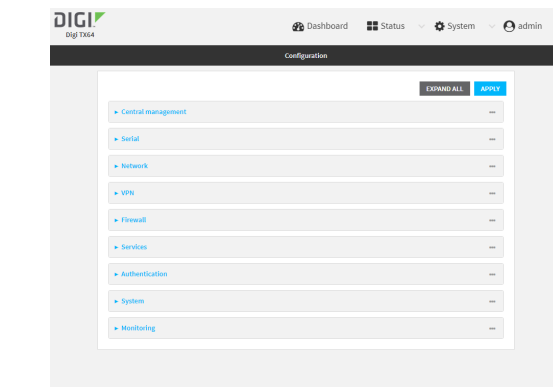 DIGI
Digi TX64
Dashboard Status System admin
Configuration
EXPAND ALL APPLY
Central management
Serial
Network
VPN
Firewall
Services
Authentication
System
Monitoring